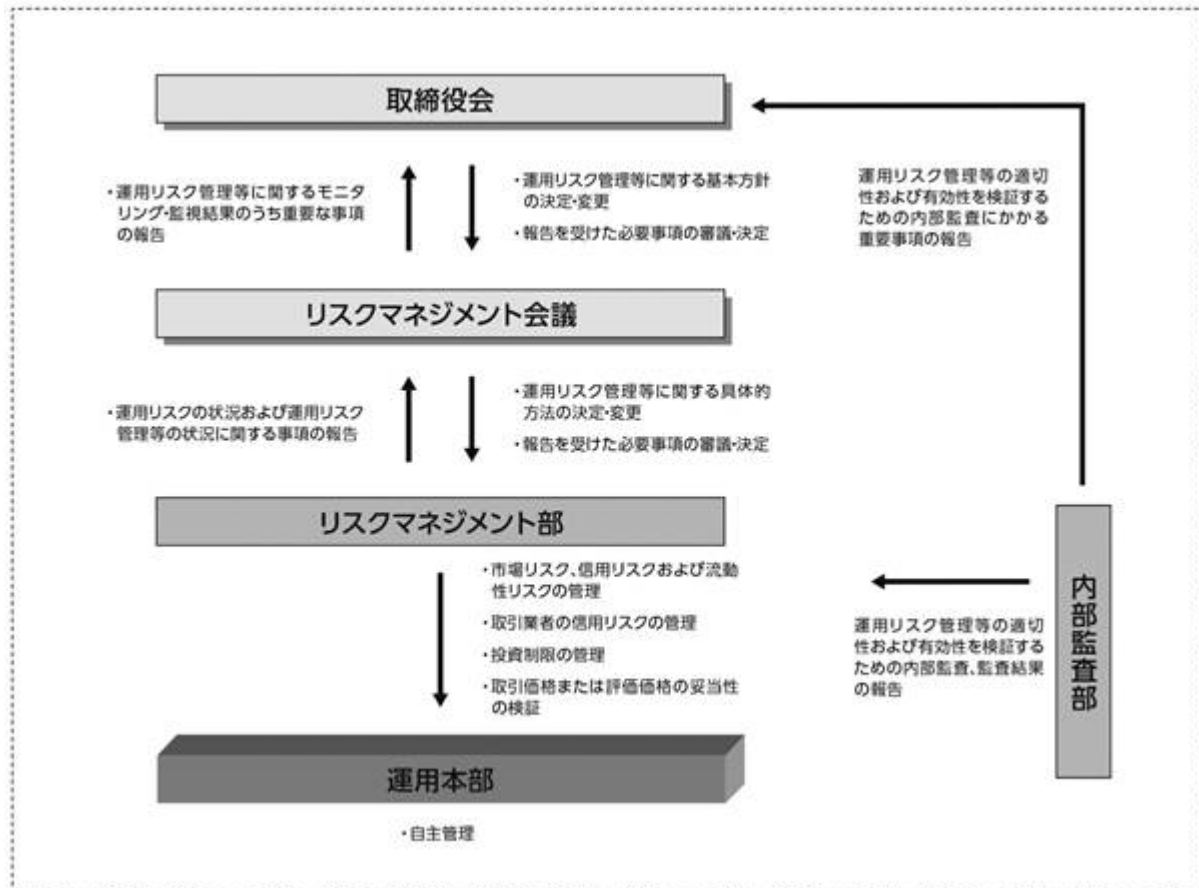 取締役会
・運用リスク管理等に関するモニタ
リング・監視結果のうち重要な事項
の報告
・運用リスク管理等に関する基本方針
の決定・変更
・報告を受けた必要事項の審議・決定
運用リスク管理等の適切
性および有効性を検証する
ための内部監査にかかる
重要事項の報告
リスクマネジメント会議
・運用リスクの状況および運用リスク
管理等の状況に関する事項の報告
・運用リスク管理等に関する具体的
方法の決定・変更
・報告を受けた必要事項の審議・決定
リスクマネジメント部
・市場リスク、信用リスクおよび流動
性リスクの管理
・取引業者の信用リスクの管理
・投資制限の管理
・取引価格または評価価格の妥当性
の検証
運用リスク管理等の適切
性および有効性を検証する
ための内部監査、監査結果
の報告
内部監査部
運用本部
・自主管理